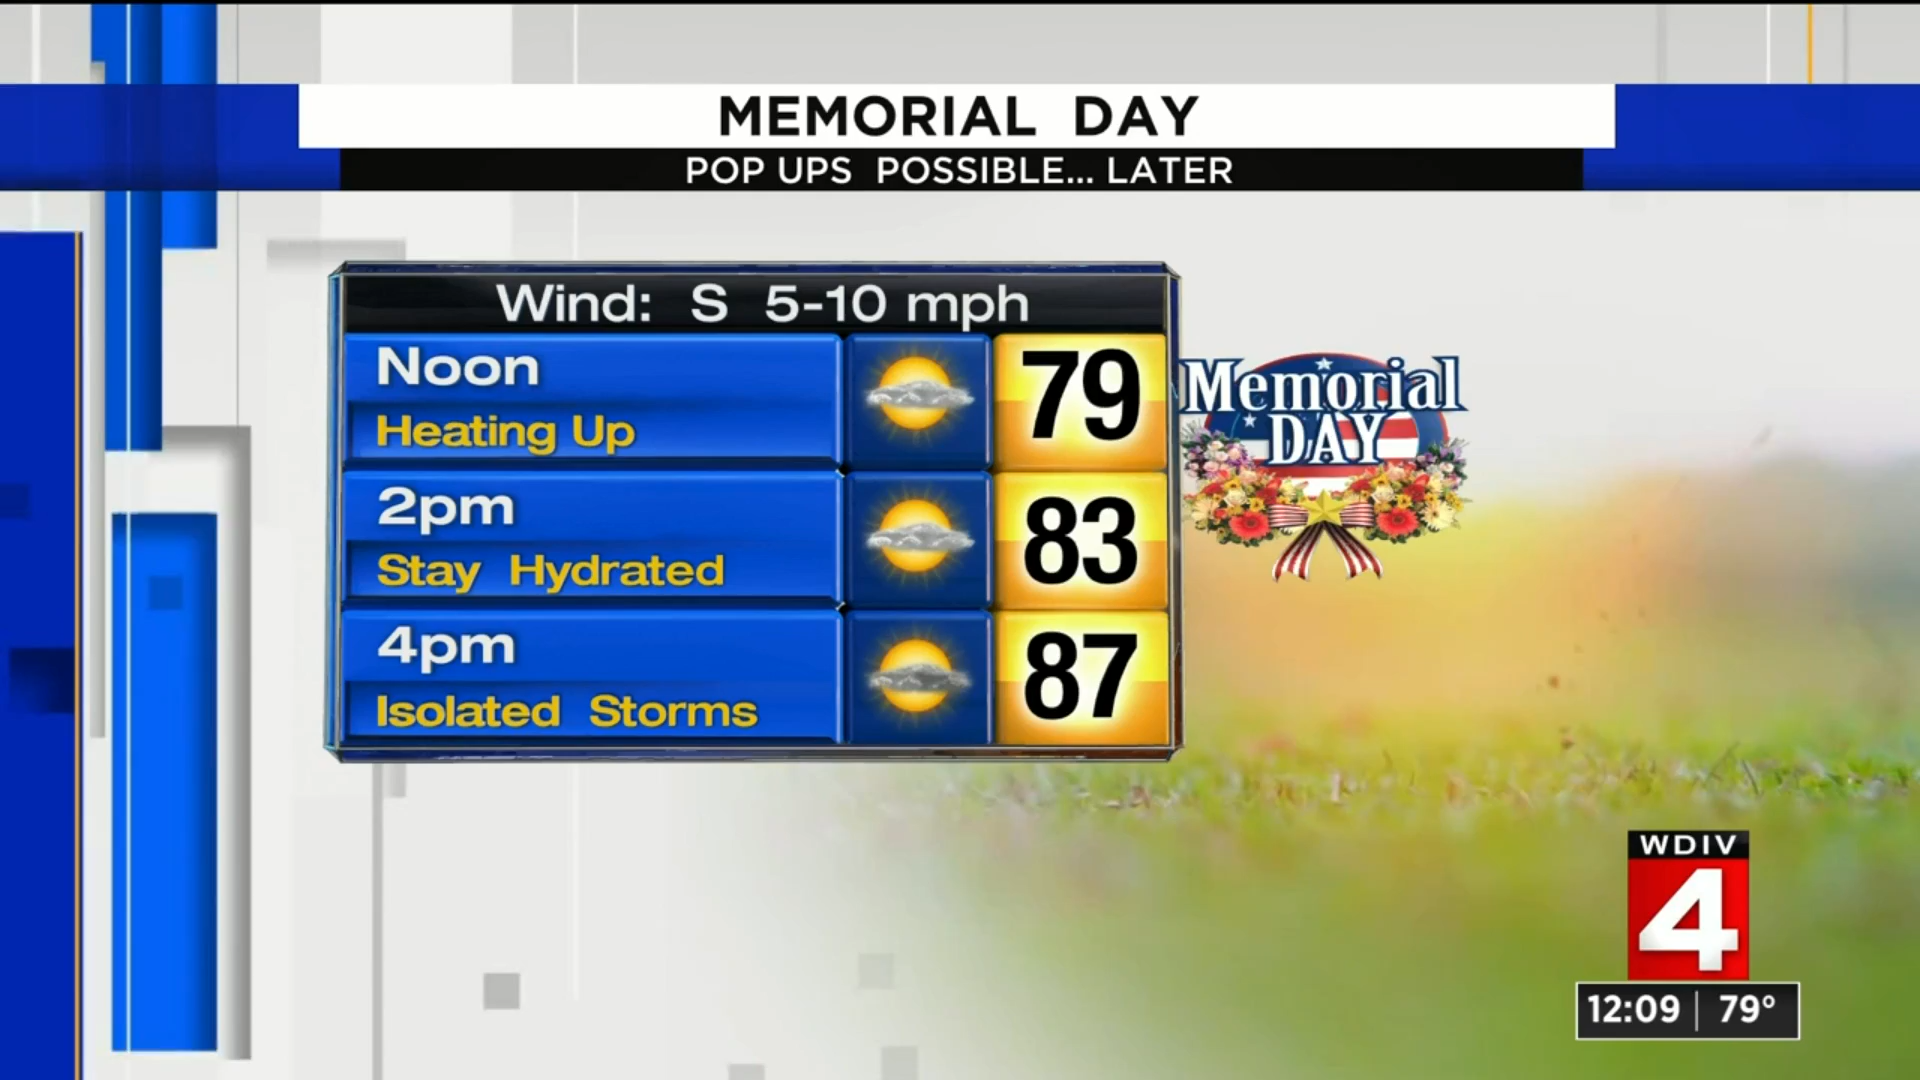 MEMORIAL DAY
POP UPS POSSIBLE... LATER
Wind: S 5-10 mph
Noon
Heating Up
79
2pm
Stay Hydrated
83
4pm
Isolated Storms
87
Memorial
DAY
WDIV
4
12:09 79°